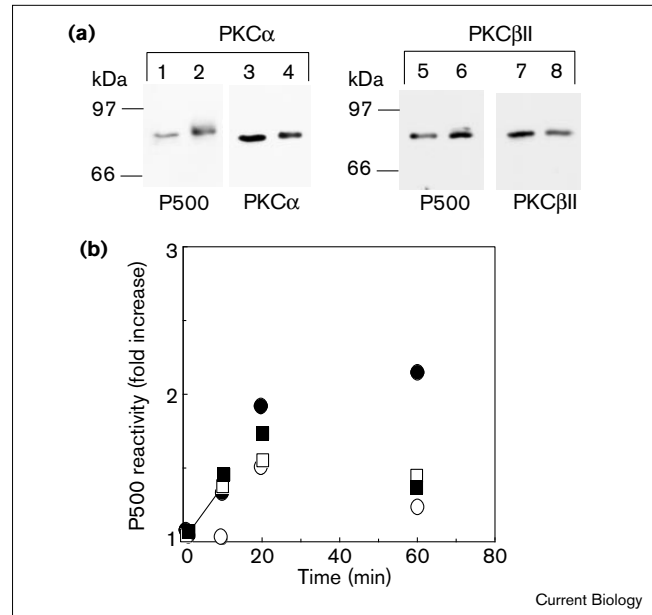 (a)
PKCα PKCβII
kDa 1 2 3 4 5 6 7 8
97 97
66 66
P500 PKCα P500 PKCβII
(b)
P500 reactivity (fold increase)
3
2
1
0 20 40 60 80
Time (min)
Current Biology